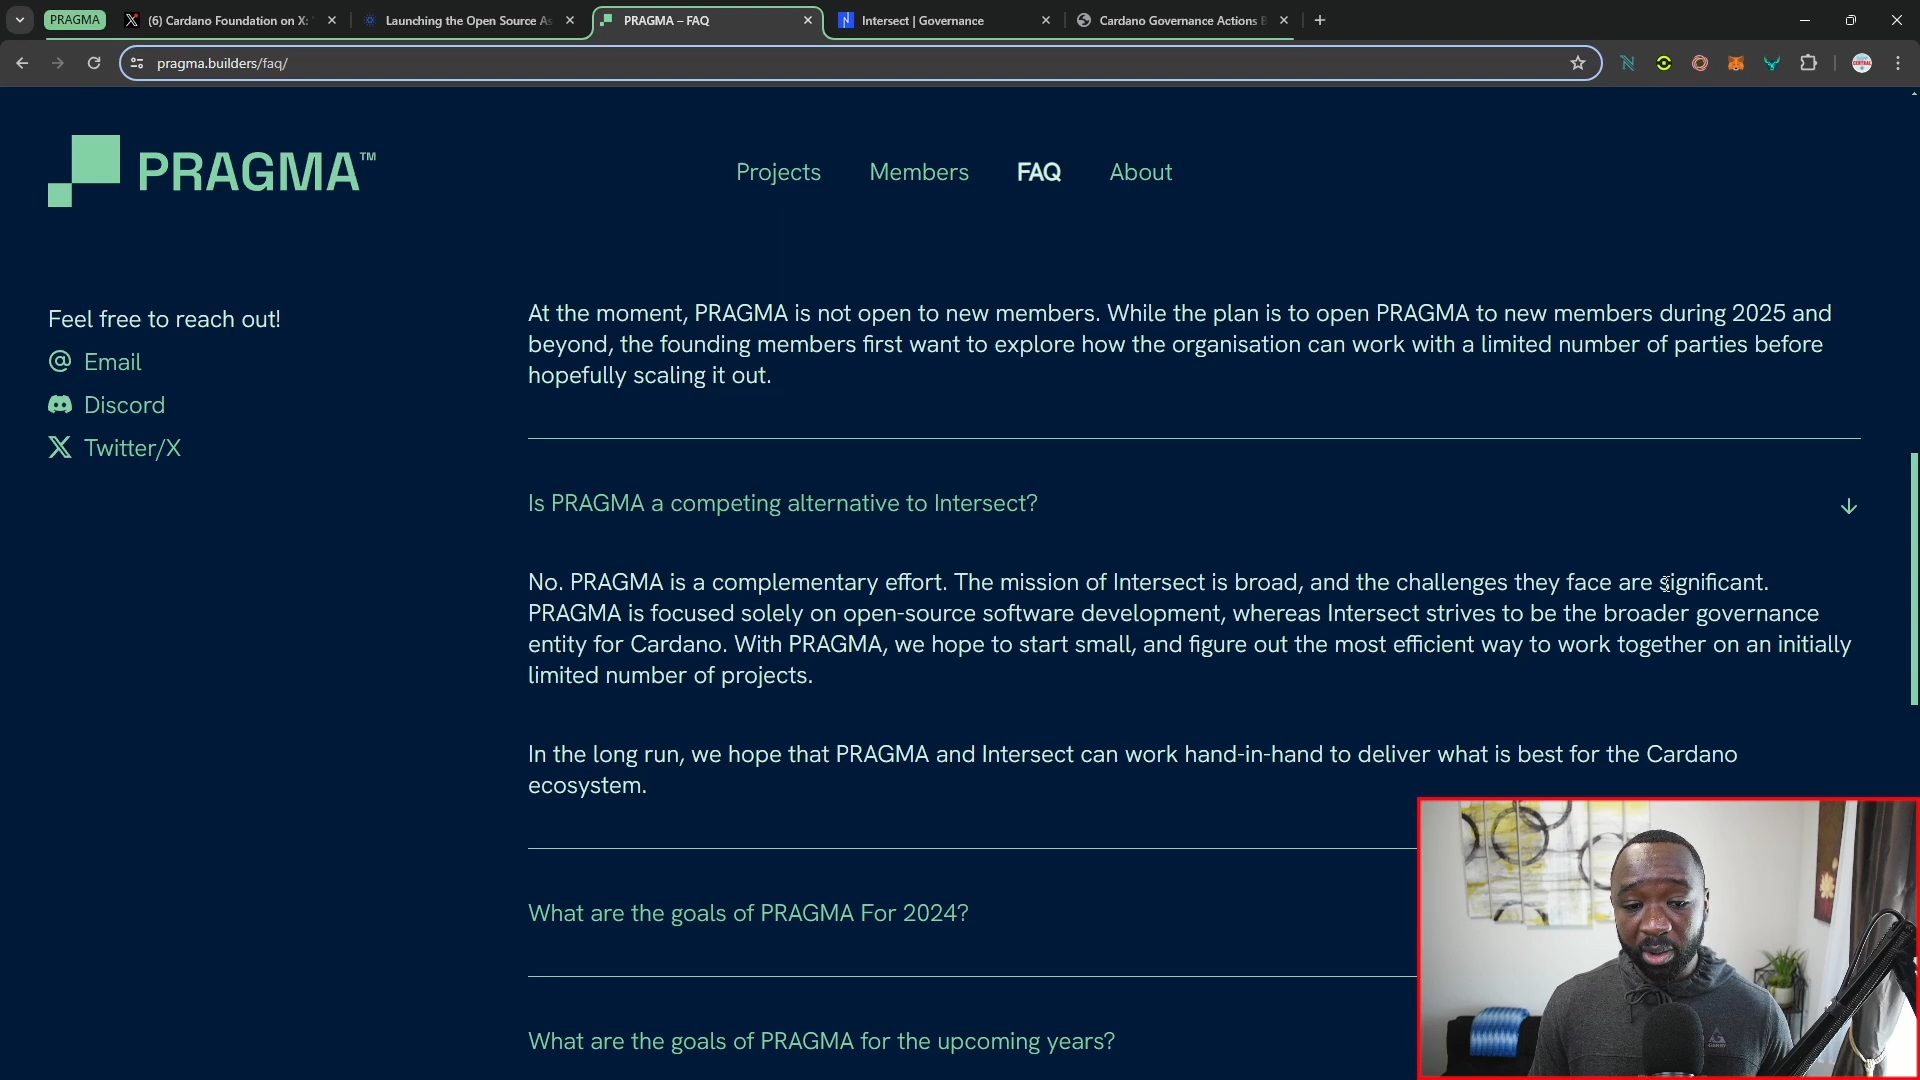 PRAGMA
(6) Cardano Foundation on X:
Launching the Open Source As
PRAGMA – FAQ
Intersect | Governance
Cardano Governance Actions
pragma.builders/faq/
PRAGMA™
Projects
Members
FAQ
About
Feel free to reach out!
Email
Discord
Twitter/X
At the moment, PRAGMA is not open to new members. While the plan is to open PRAGMA to new members during 2025 and
beyond, the founding members first want to explore how the organisation can work with a limited number of parties before
hopefully scaling it out.
Is PRAGMA a competing alternative to Intersect?
No. PRAGMA is a complementary effort. The mission of Intersect is broad, and the challenges they face are significant.
PRAGMA is focused solely on open-source software development, whereas Intersect strives to be the broader governance
entity for Cardano. With PRAGMA, we hope to start small, and figure out the most efficient way to work together on an initially
limited number of projects.
In the long run, we hope that PRAGMA and Intersect can work hand-in-hand to deliver what is best for the Cardano
ecosystem.
What are the goals of PRAGMA For 2024?
What are the goals of PRAGMA for the upcoming years?